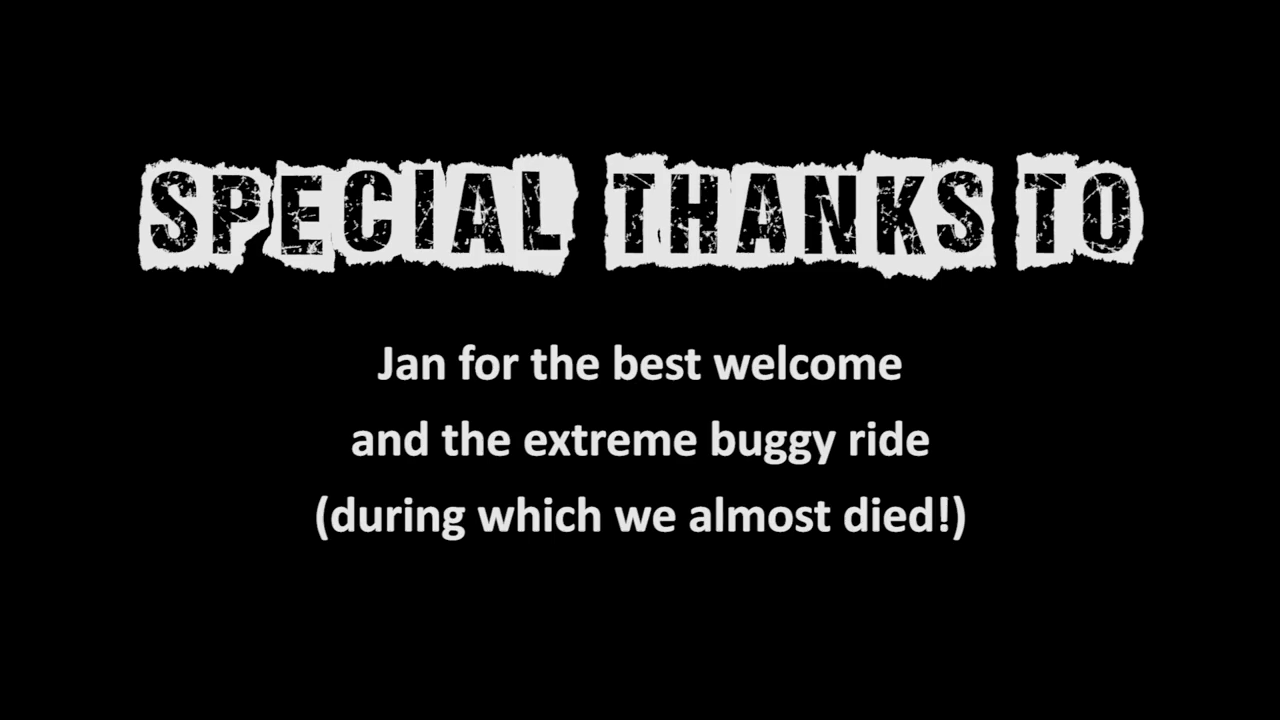 SPECIAL THANKS TO
Jan for the best welcome
and the extreme buggy ride
(during which we almost died!)